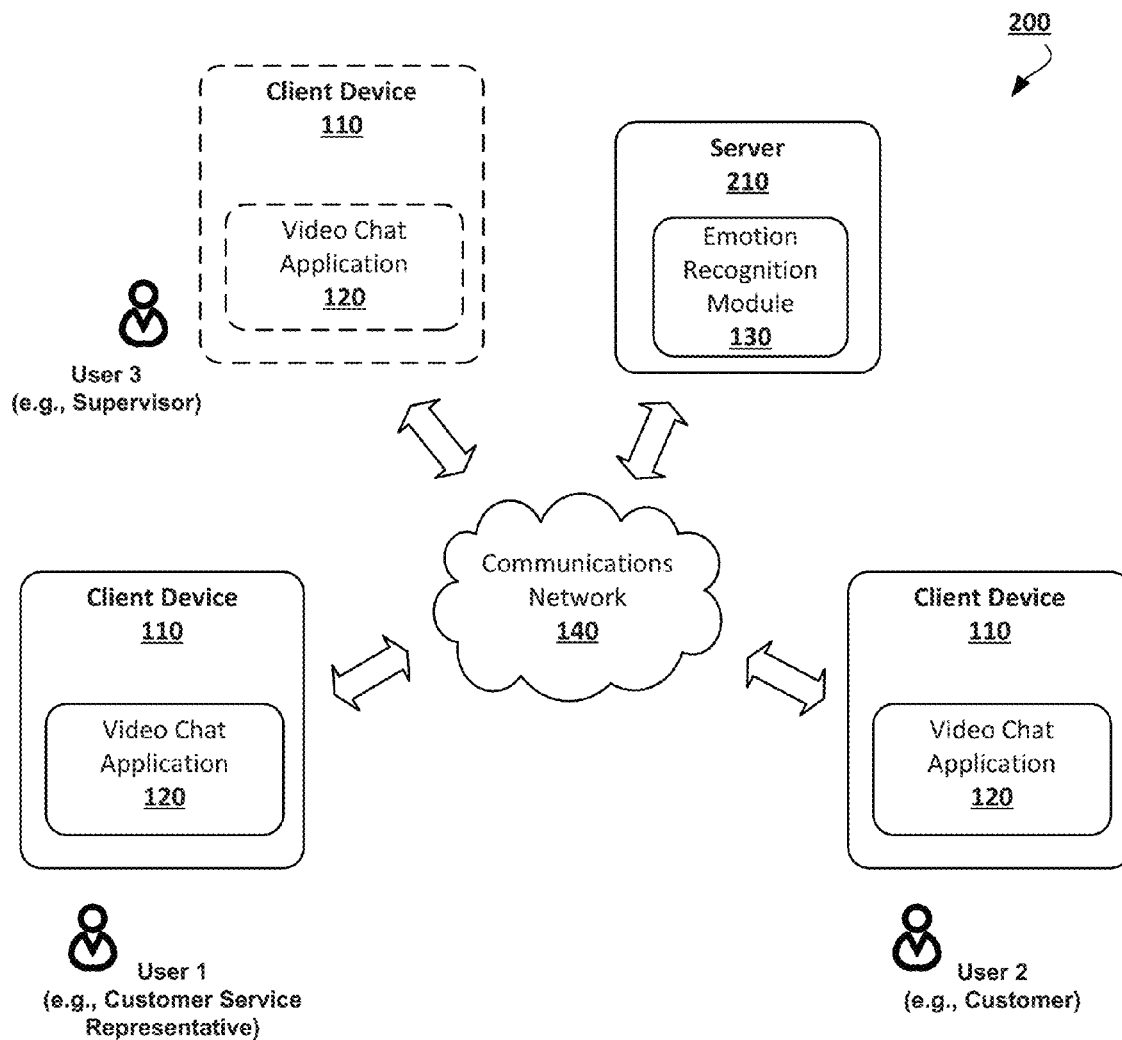 200
Client Device
110
Video Chat
Application
120
User 3
(e.g., Supervisor)
Server
210
Emotion
Recognition
Module
130
Communications
Network
140
Client Device
110
Video Chat
Application
120
User 1
(e.g., Customer Service
Representative)
Client Device
110
Video Chat
Application
120
User 2
(e.g., Customer)